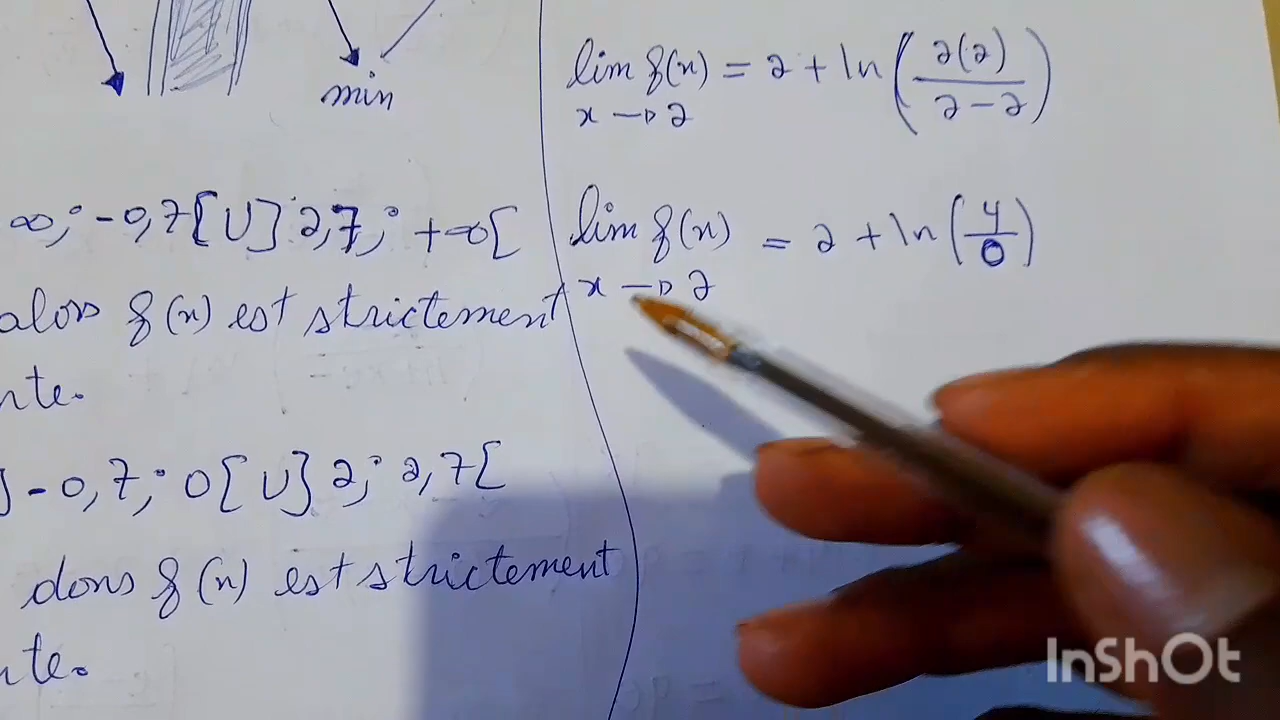 min
∞; -0,7[ U ] 2,7; +∞[
alors f(x) est strictement
nte.
] -0,7; 0[ U ] 2; 2,7[
dons f(x) est strictement
nte.
lim f(x) = 2 + ln ( 2(2) / 2 - 2 )
x → 2
lim f(x) = 2 + ln ( 4 / 0 )
x → 2
InShOt